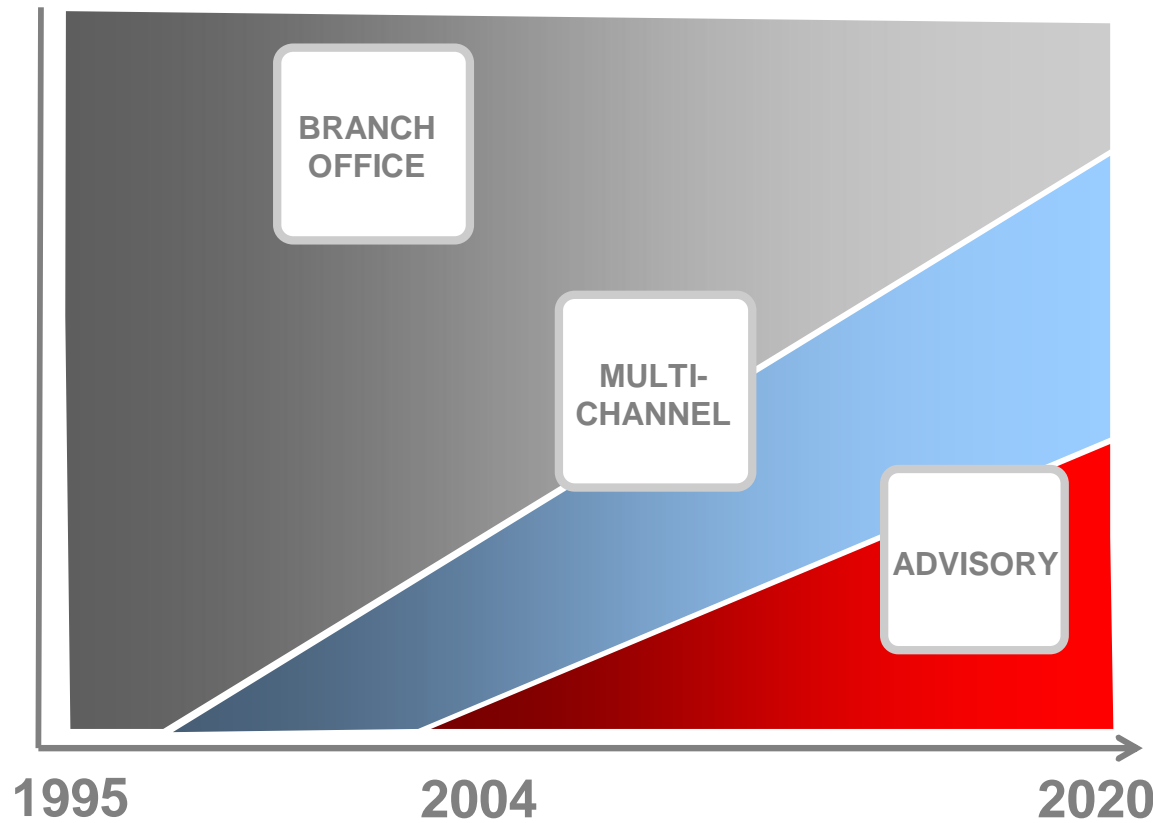 BRANCH
OFFICE
MULTI-
CHANNEL
ADVISORY
1995
2004
2020